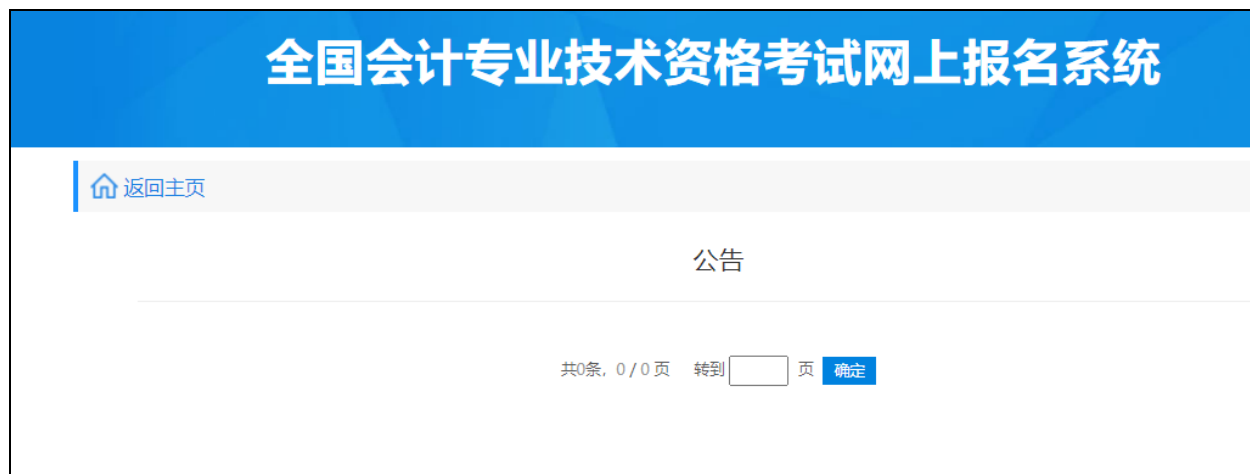 全国会计专业技术资格考试网上报名系统
返回主页
公告
共0条, 0 / 0 页 转到 页 确定